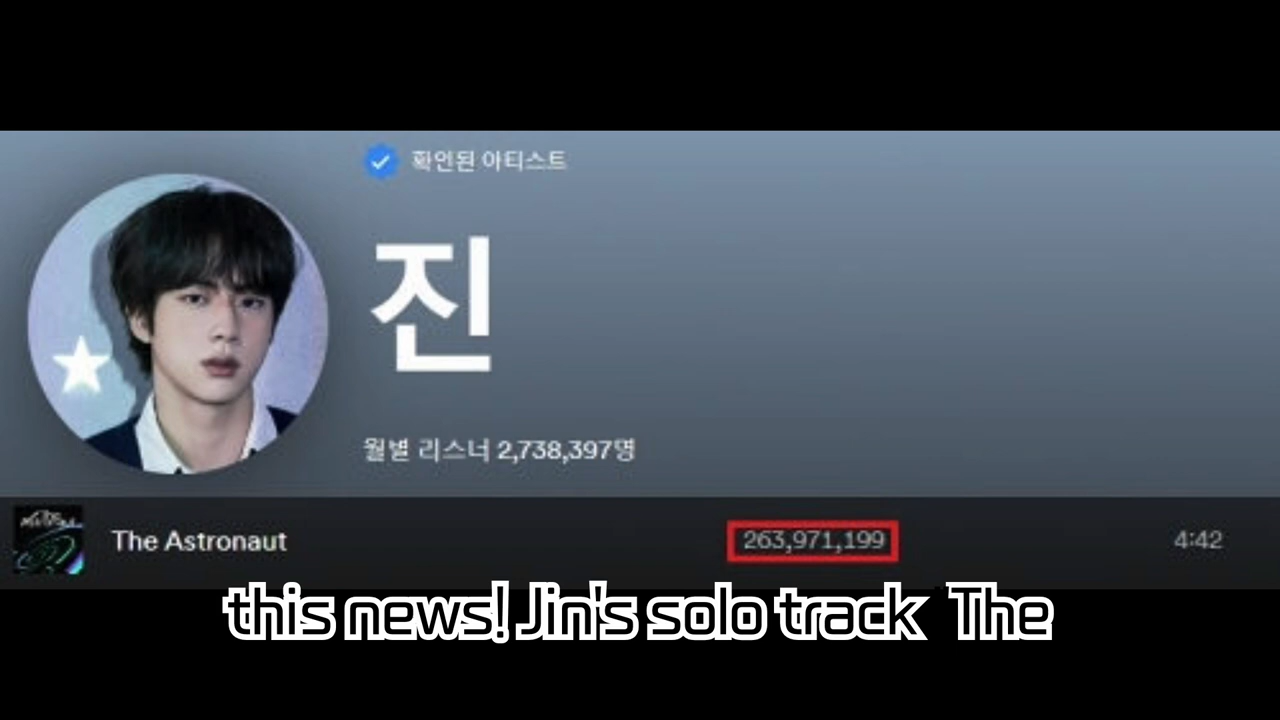 확인된 아티스트
진
월별 리스너 2,738,397명
The Astronaut 263,971,199 4:42
this news! Jin's solo track The